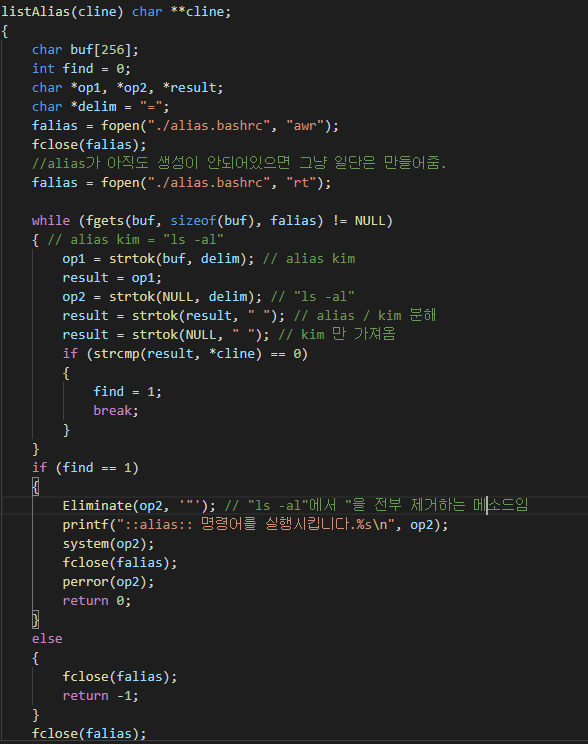 listAlias(cline) char **cline;
{
    char buf[256];
    int find = 0;
    char *op1, *op2, *result;
    char *delim = "=";
    falias = fopen("./alias.bashrc", "awr");
    fclose(falias);
    //alias가 아직도 생성이 안되어있으면 그냥 일단은 만들어줌.
    falias = fopen("./alias.bashrc", "rt");

    while (fgets(buf, sizeof(buf), falias) != NULL)
    { // alias kim = "ls -al"
        op1 = strtok(buf, delim); // alias kim
        result = op1;
        op2 = strtok(NULL, delim); // "ls -al"
        result = strtok(result, " "); // alias / kim 분해
        result = strtok(NULL, " "); // kim 만 가져옴
        if (strcmp(result, *cline) == 0)
        {
            find = 1;
            break;
        }
    }
    if (find == 1)
    {
        Eliminate(op2, '"'); // "ls -al"에서 "을 전부 제거하는 메소드임
        printf("::alias:: 명령어를 실행시킵니다.%s\n", op2);
        system(op2);
        fclose(falias);
        perror(op2);
        return 0;
    }
    else
    {
        fclose(falias);
        return -1;
    }
    fclose(falias);